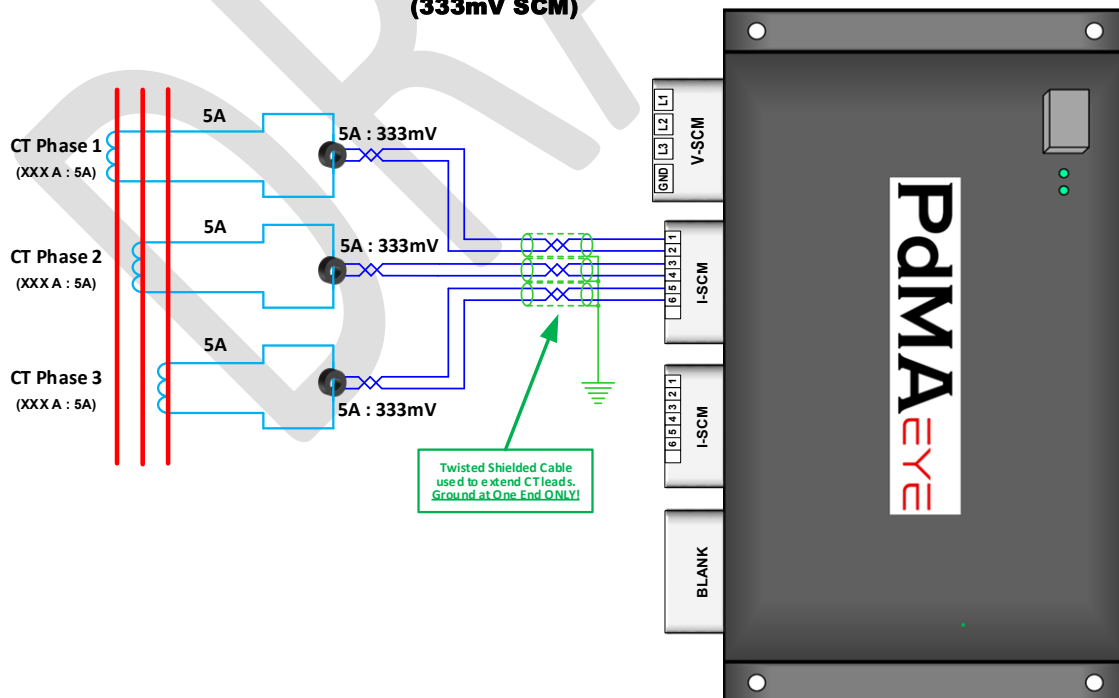 (333mV SCM)
DRA
5A
CT Phase 1
(XXX A : 5A)
5A : 333mV
5A
CT Phase 2
(XXX A : 5A)
5A : 333mV
5A
CT Phase 3
(XXX A : 5A)
5A : 333mV
Twisted Shielded Cable
used to extend CT leads.
Ground at One End ONLY!
L1
L2
L3
GND
V-SCM
1
2
3
4
5
6
I-SCM
1
2
3
4
5
6
I-SCM
BLANK
PdMA
EYE